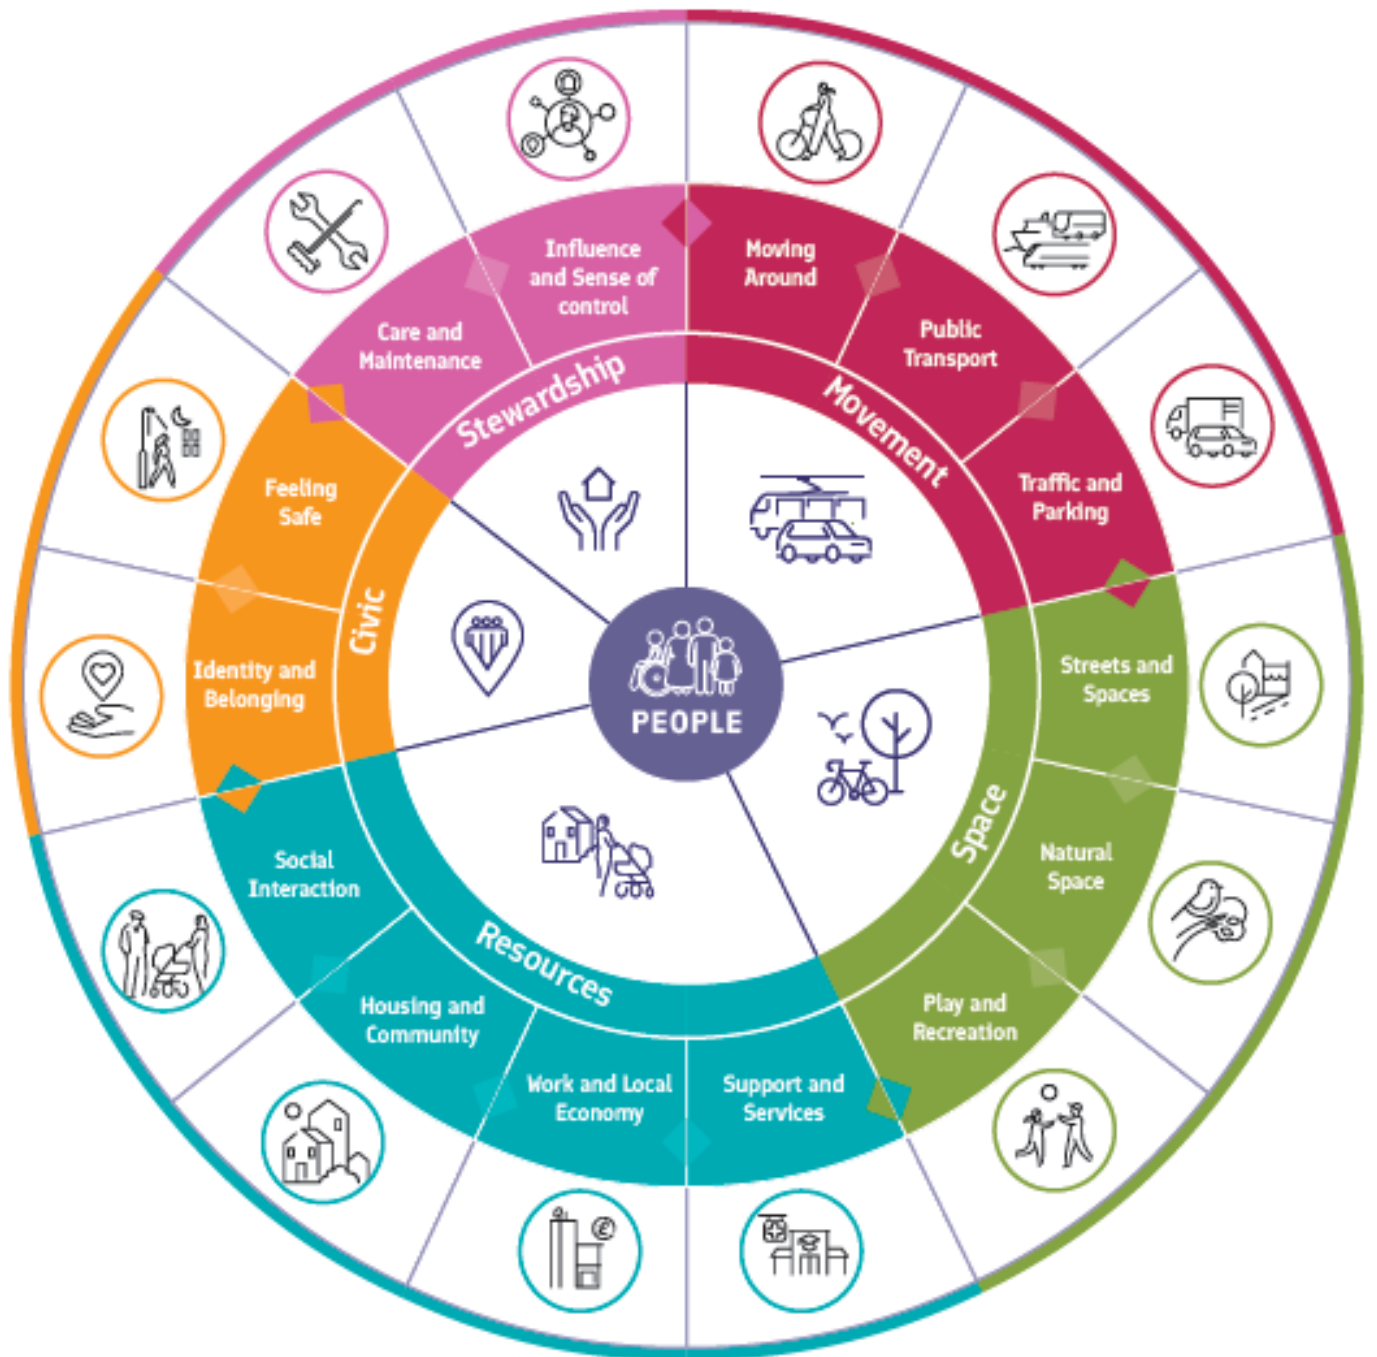 Influence
and Sense of
control
Moving
Around
Public
Transport
Traffic and
Parking
Streets and
Spaces
Natural
Space
Play and
Recreation
Support and
Services
Work and Local
Economy
Housing and
Community
Social
Interaction
Identity and
Belonging
Feeling
Safe
Care and
Maintenance
Stewardship
Movement
Space
Resources
Civic
PEOPLE
£